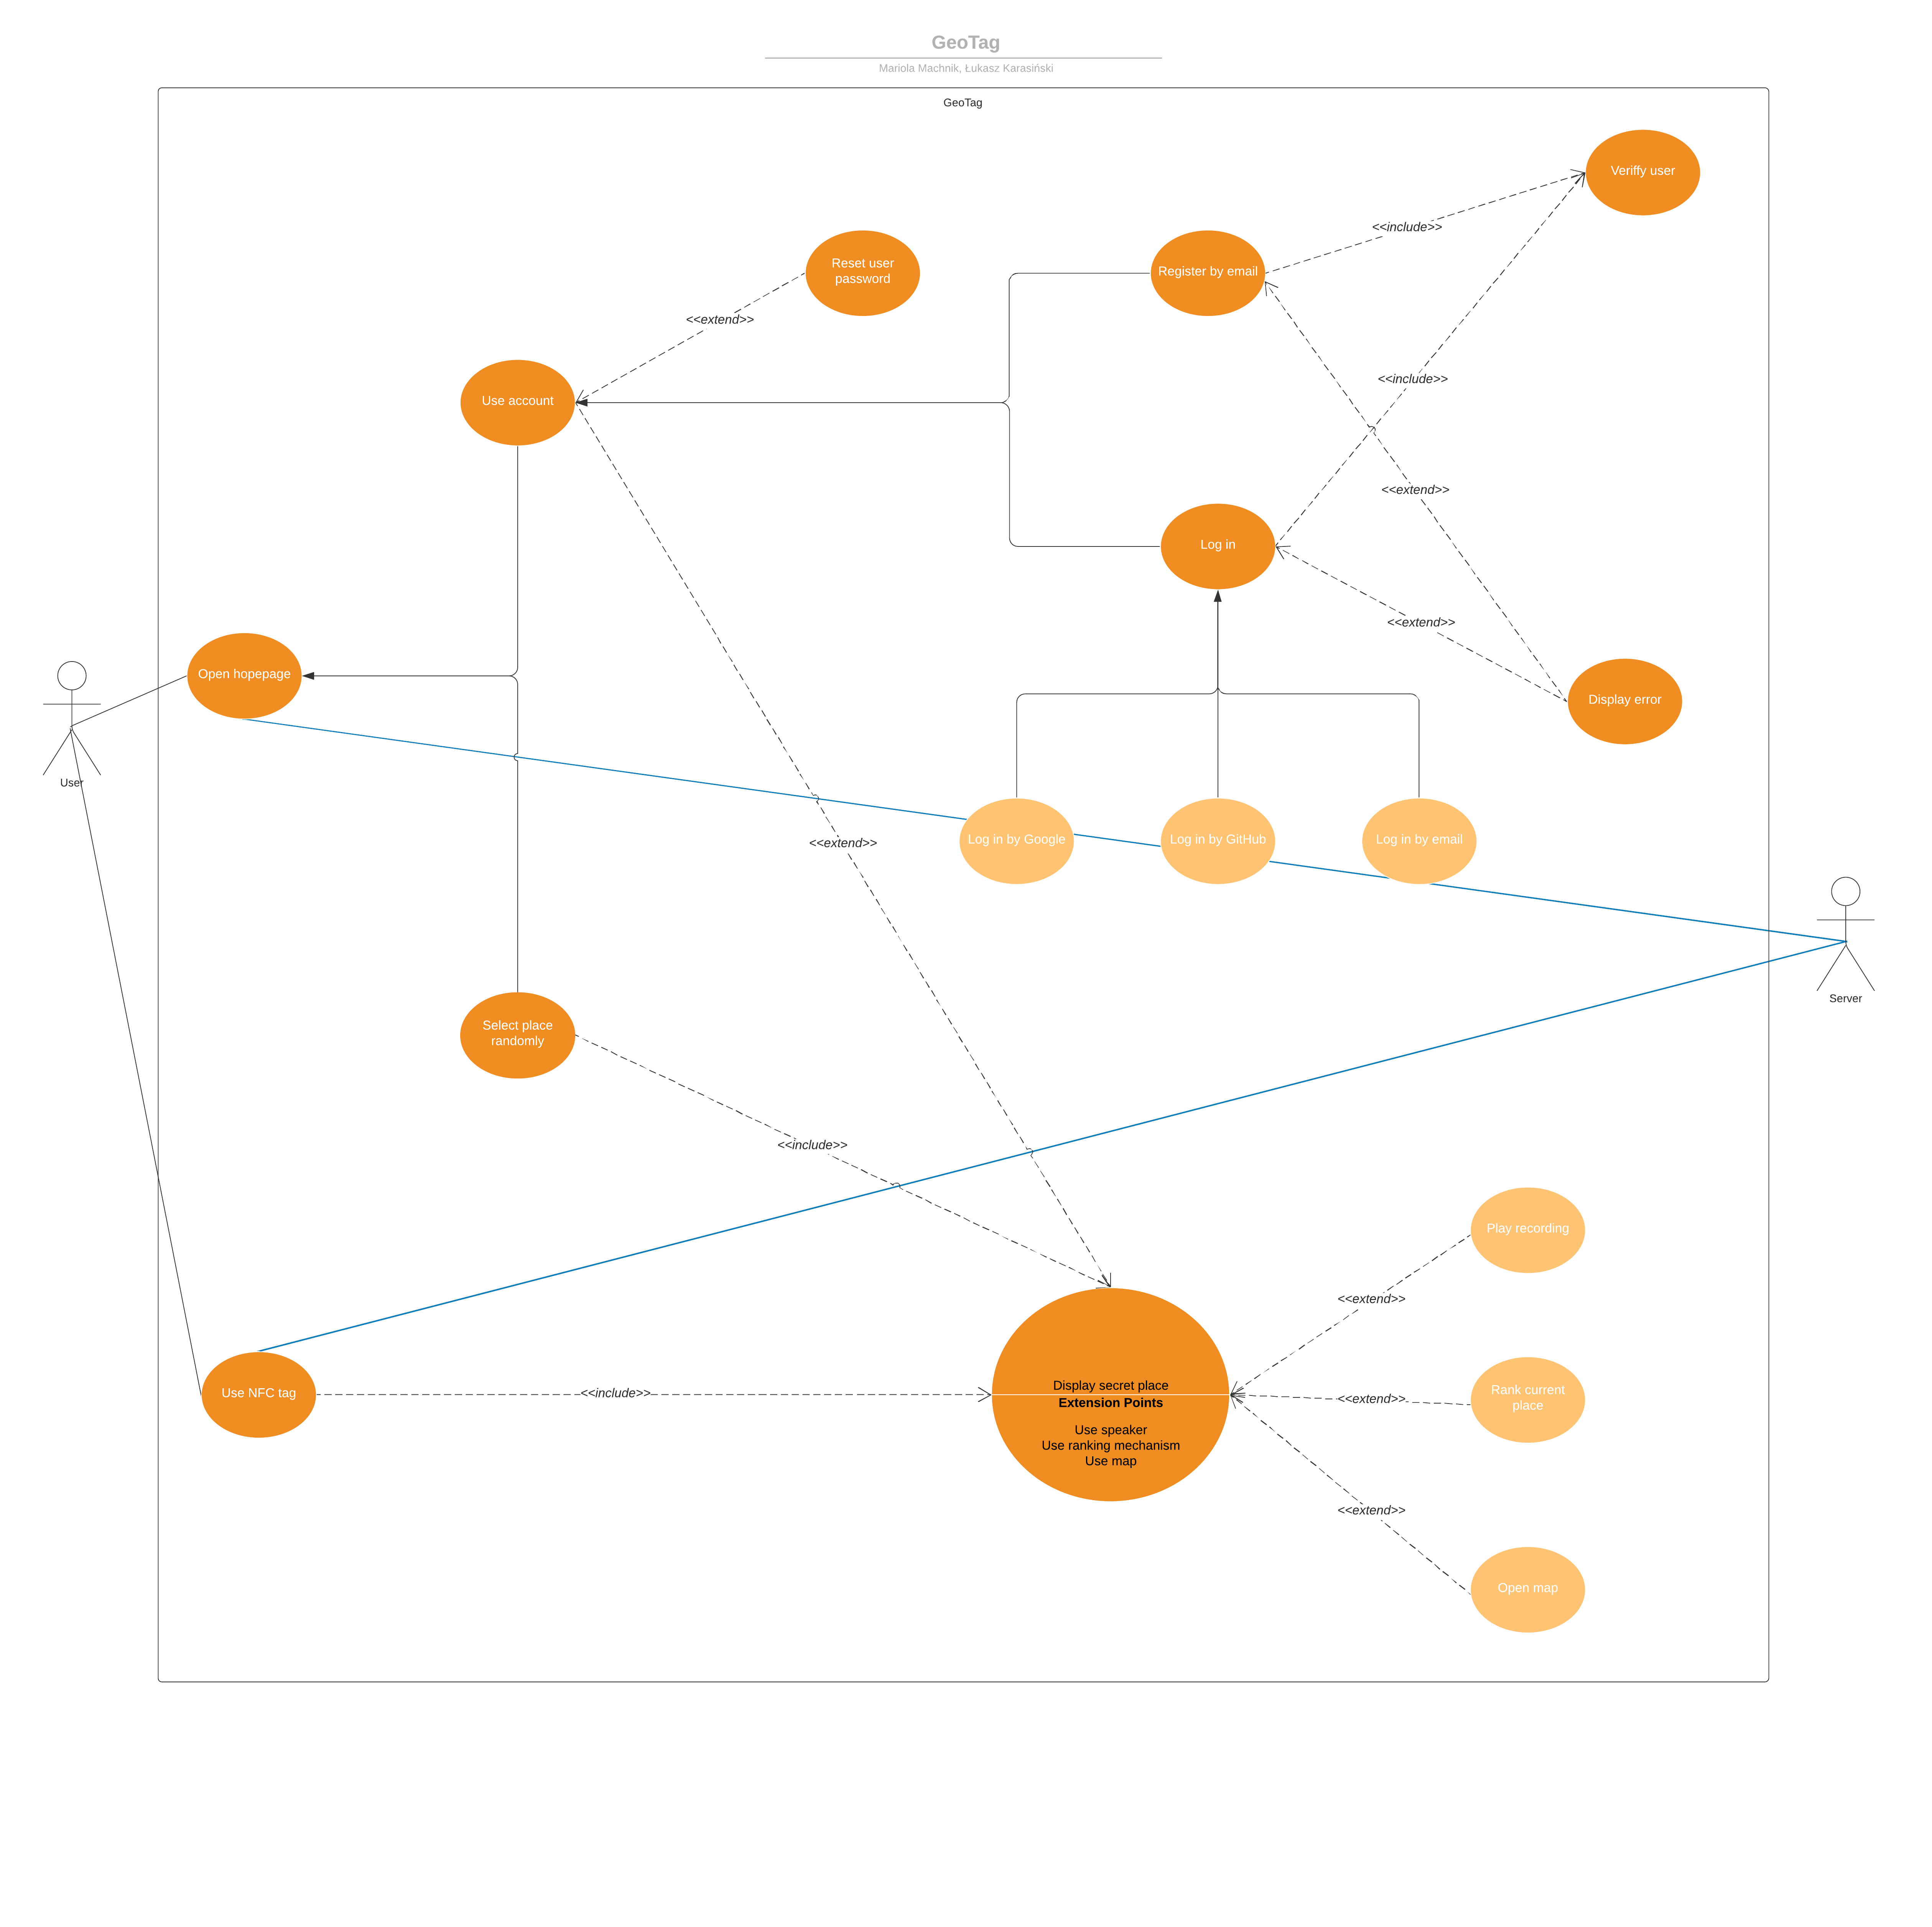 GeoTag
Mariola Machnik, Łukasz Karasiński
GeoTag
Veriffy user
<<include>>
Reset user
password
Register by email
<<extend>>
<<include>>
Use account
<<extend>>
Log in
<<extend>>
Open hopepage
Display error
User
<<extend>>
Log in by Google
Log in by GitHub
Log in by email
Server
Select place
randomly
<<include>>
Play recording
<<extend>>
Use NFC tag
<<include>>
Display secret place
Extension Points
Use speaker
Use ranking mechanism
Use map
<<extend>>
Rank current
place
<<extend>>
Open map